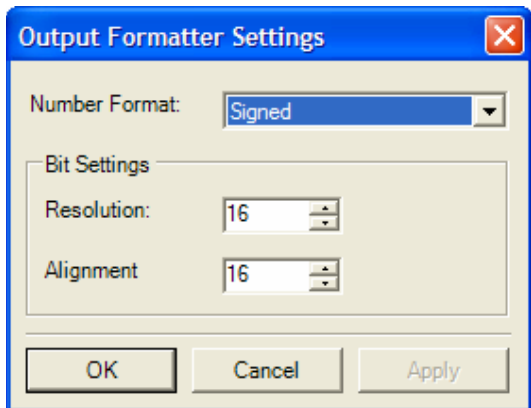 Output Formatter Settings
Number Format: Signed
Bit Settings
Resolution: 16
Alignment 16
OK Cancel Apply